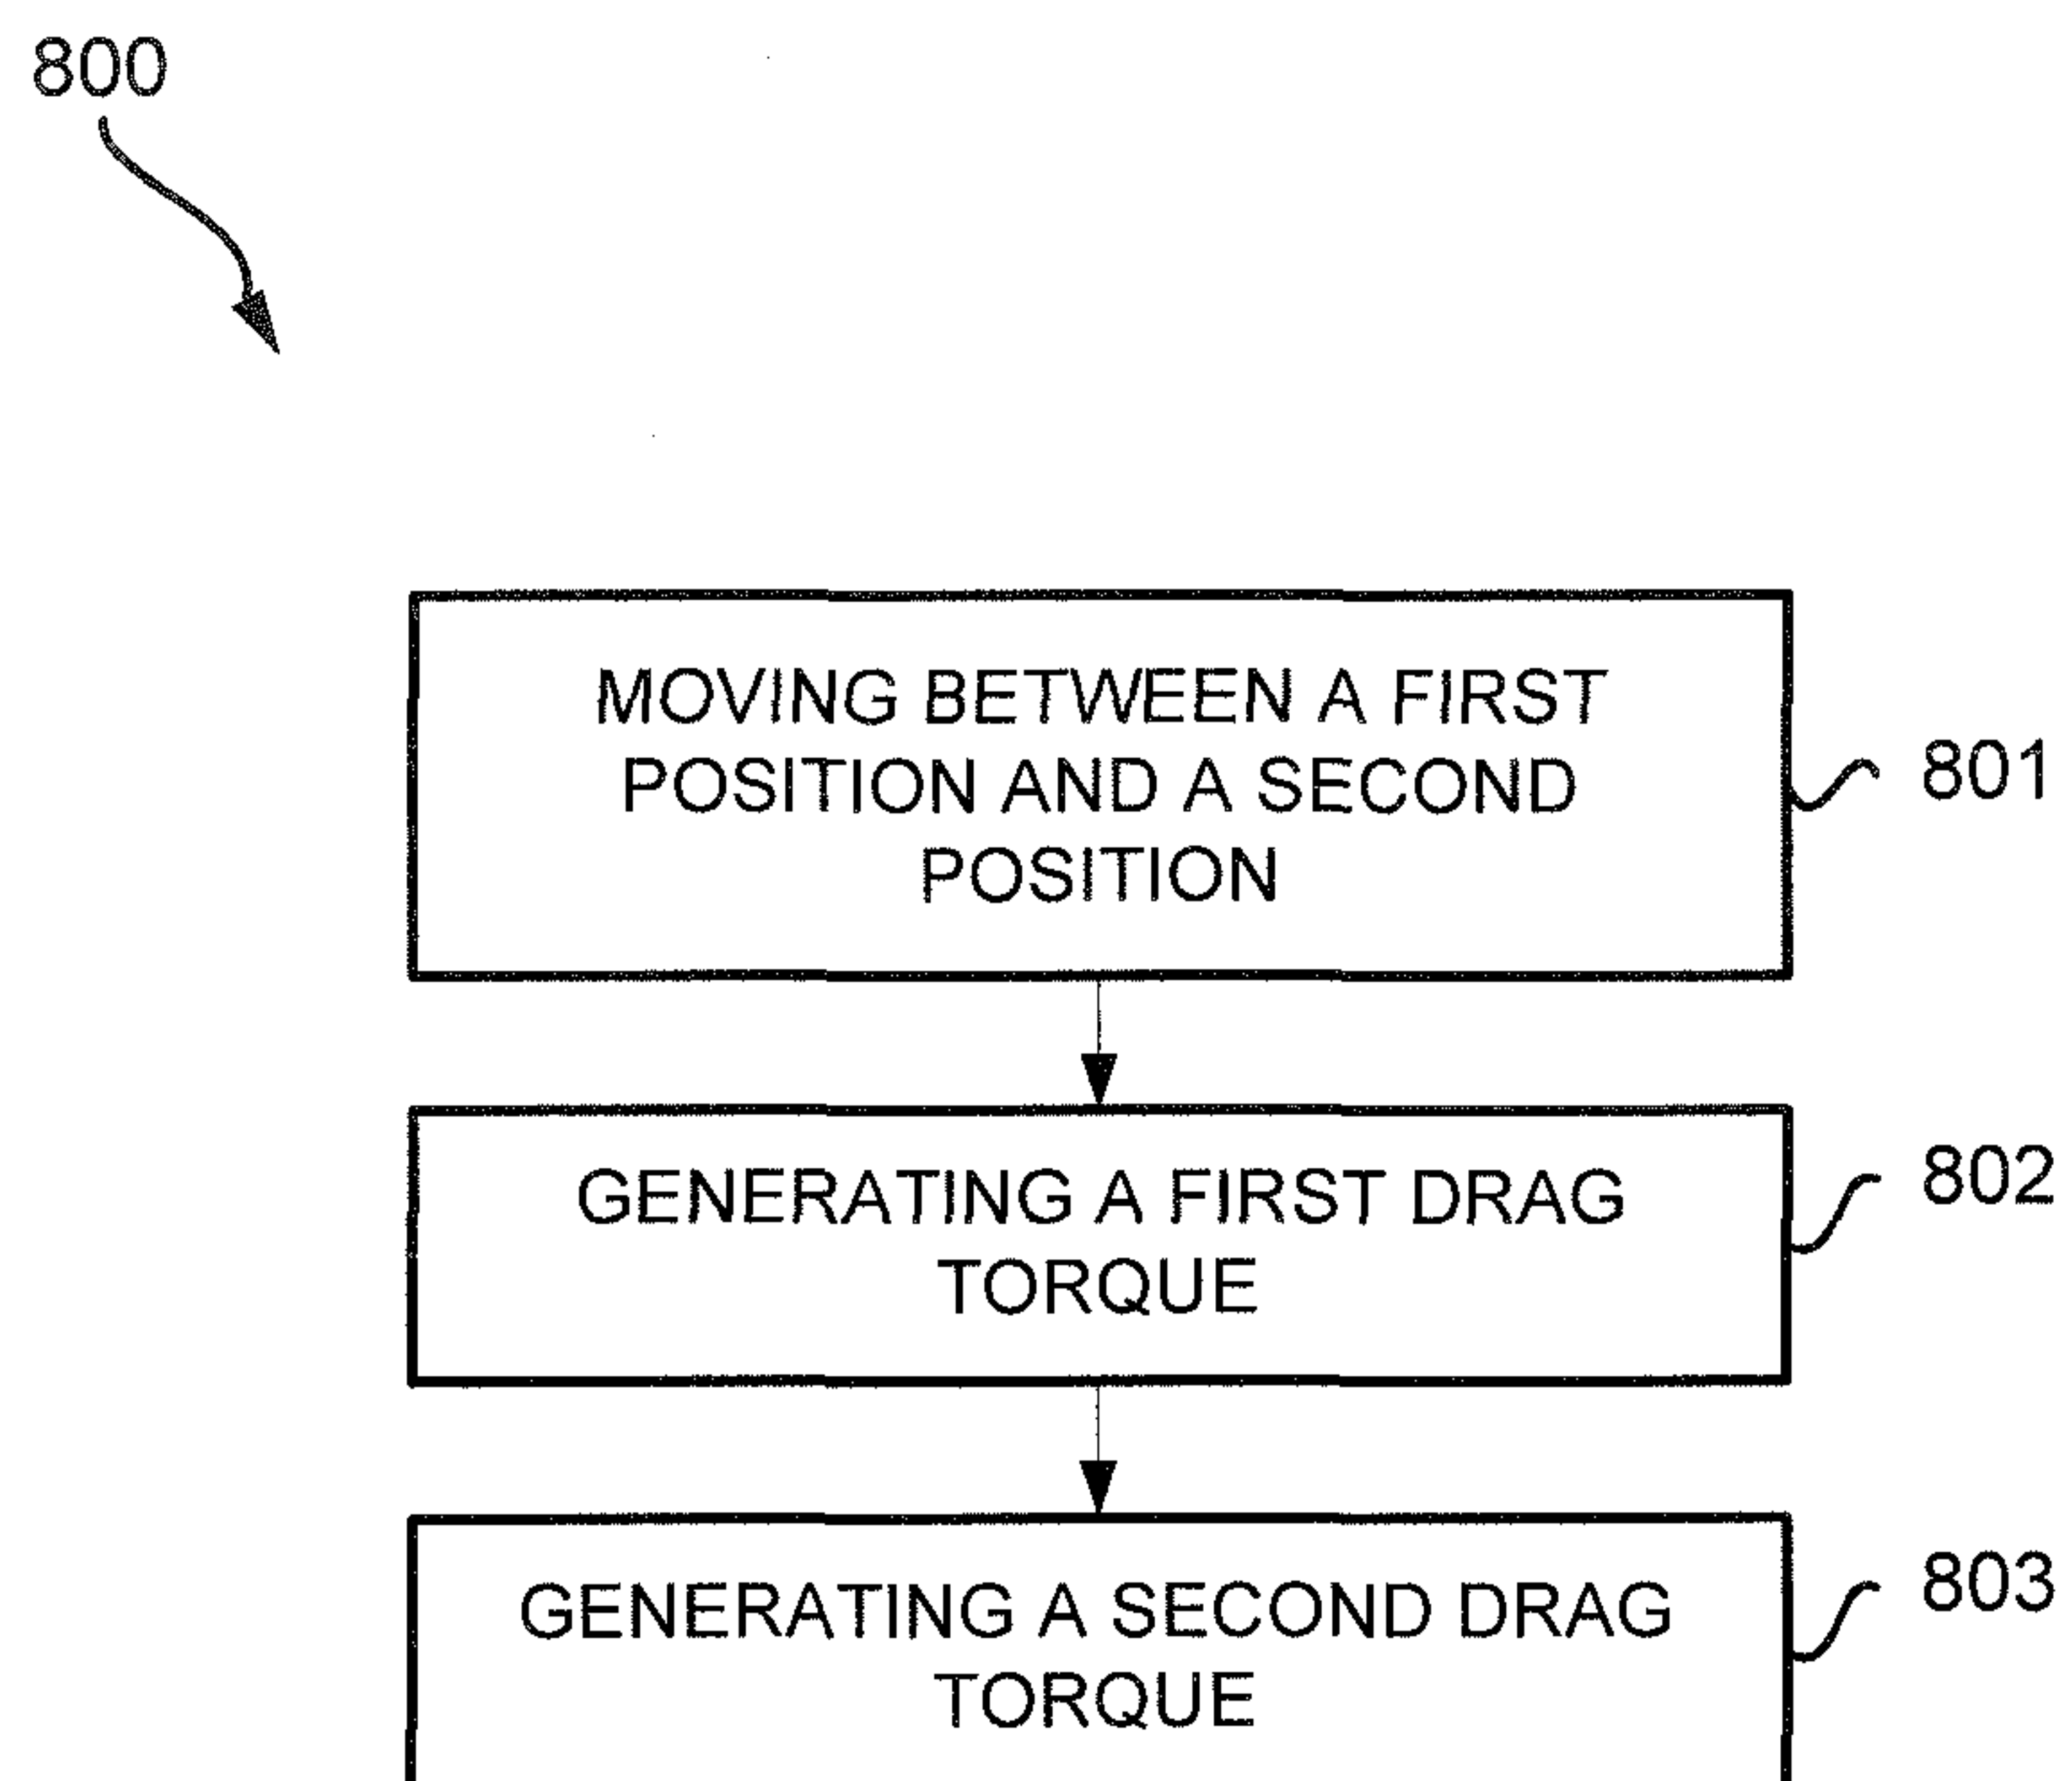 800
MOVING BETWEEN A FIRST
POSITION AND A SECOND
POSITION
801
GENERATING A FIRST DRAG
TORQUE
802
GENERATING A SECOND DRAG
TORQUE
803